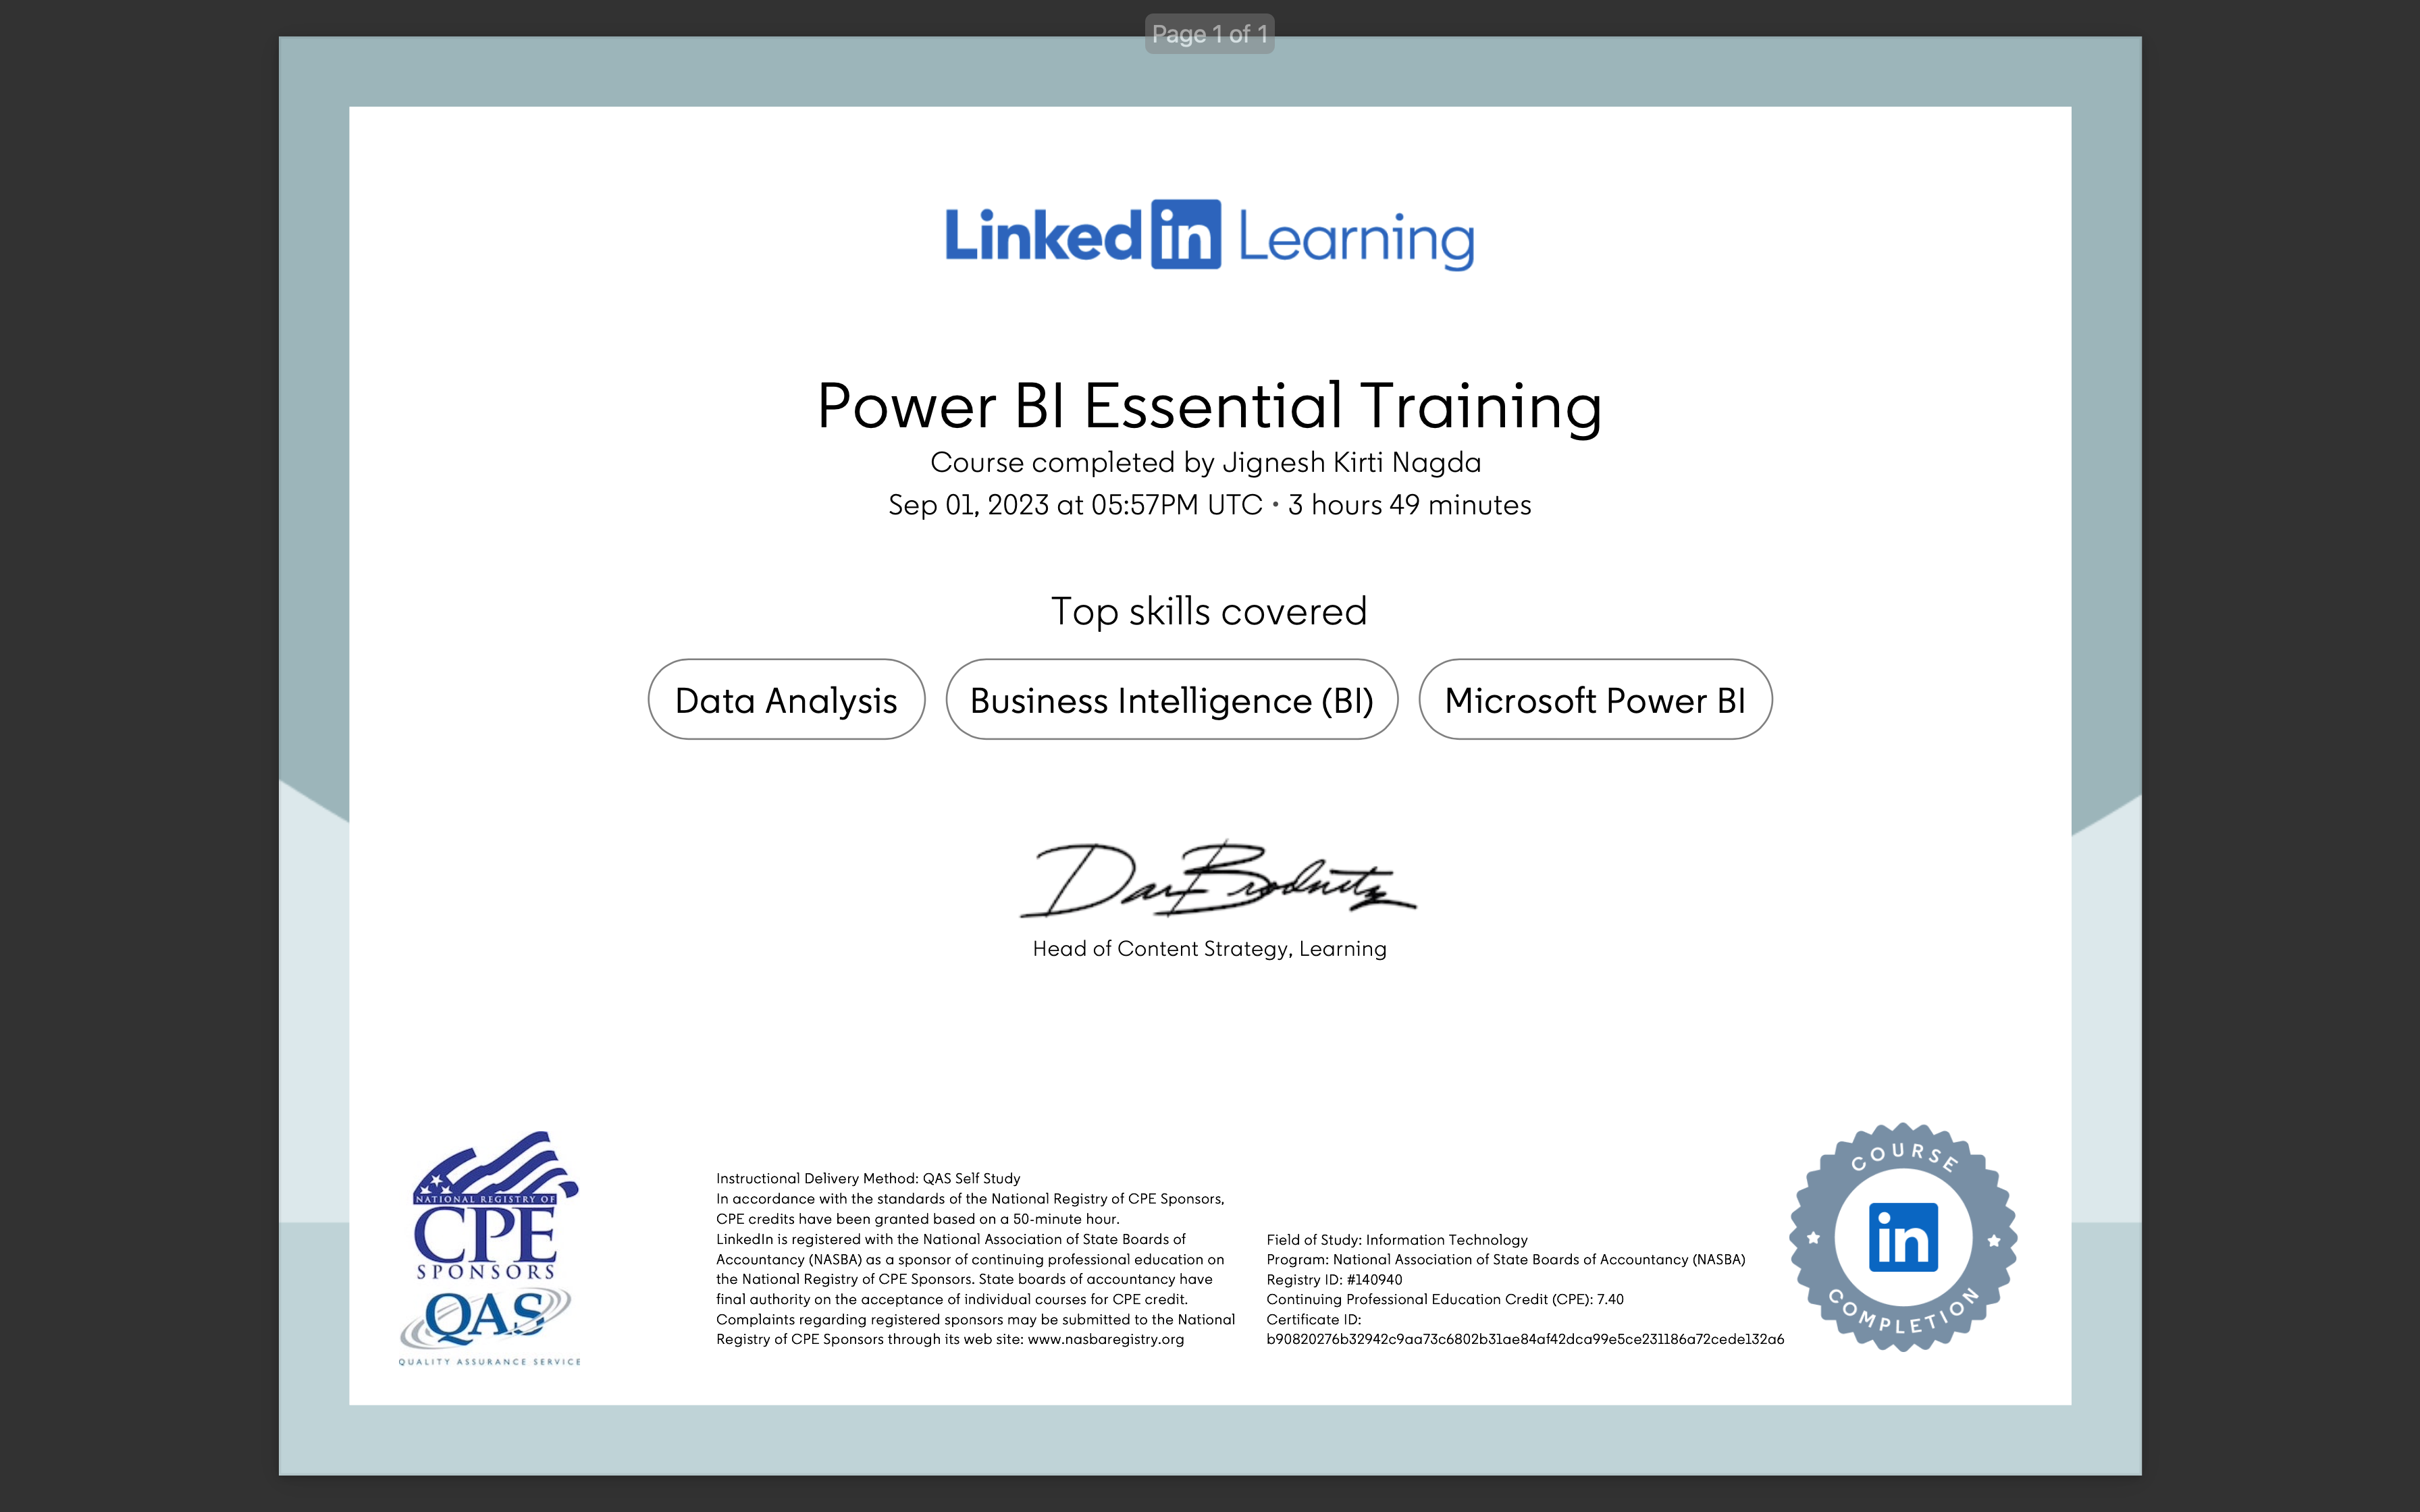 Page 1 of 1
Linked in Learning
Power BI Essential Training
Course completed by Jignesh Kirti Nagda
Sep 01, 2023 at 05:57PM UTC • 3 hours 49 minutes
Top skills covered
Data Analysis
Business Intelligence (BI)
Microsoft Power BI
Dan Brodnitz
Head of Content Strategy, Learning
NATIONAL REGISTRY OF
CPE
SPONSORS
QAS
QUALITY ASSURANCE SERVICE
Instructional Delivery Method: QAS Self Study
In accordance with the standards of the National Registry of CPE Sponsors,
CPE credits have been granted based on a 50-minute hour.
LinkedIn is registered with the National Association of State Boards of
Accountancy (NASBA) as a sponsor of continuing professional education on
the National Registry of CPE Sponsors. State boards of accountancy have
final authority on the acceptance of individual courses for CPE credit.
Complaints regarding registered sponsors may be submitted to the National
Registry of CPE Sponsors through its web site: www.nasbaregistry.org
Field of Study: Information Technology
Program: National Association of State Boards of Accountancy (NASBA)
Registry ID: #140940
Continuing Professional Education Credit (CPE): 7.40
Certificate ID:
b90820276b32942c9aa73c6802b31ae84af42dca99e5ce231186a72cede132a6
COURSE
in
COMPLETION